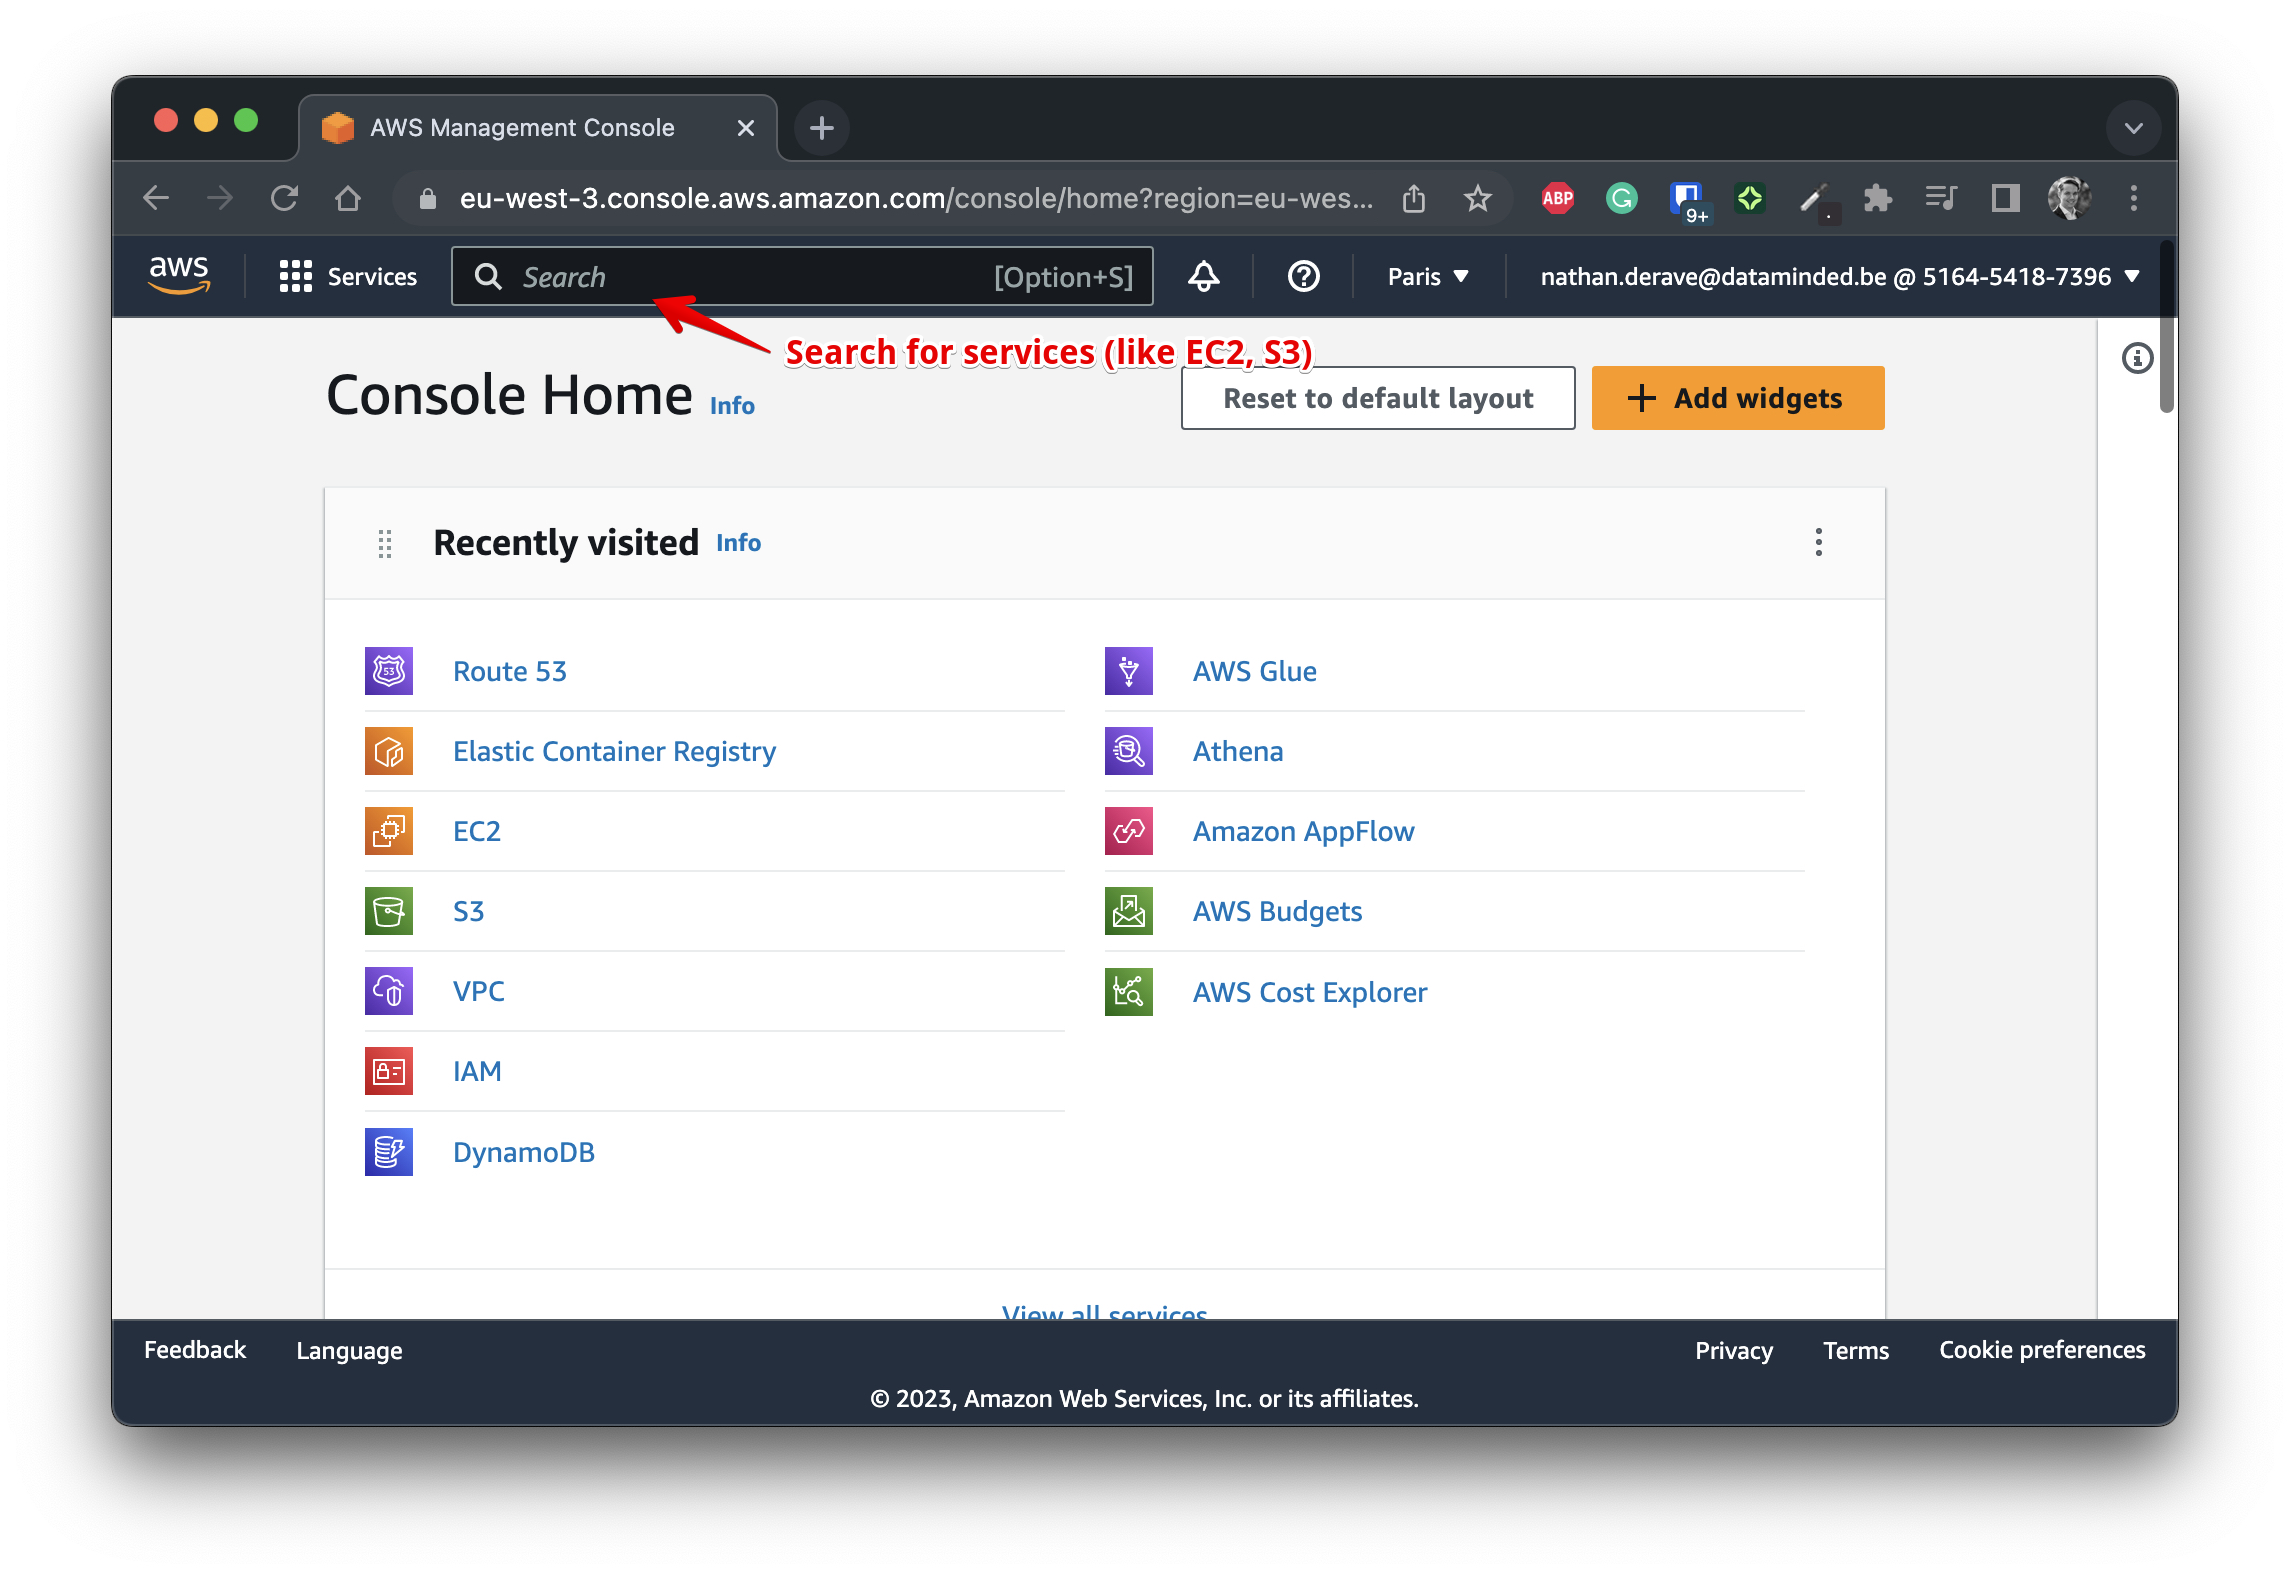 AWS Management Console
eu-west-3.console.aws.amazon.com/console/home?region=eu-wes...
ABP
9+
aws
Services
Search
[Option+S]
Paris
nathan.derave@dataminded.be @ 5164-5418-7396
Search for services (like EC2, S3)
Console Home Info
Reset to default layout
Add widgets
Recently visited Info
53
Route 53
Elastic Container Registry
EC2
S3
VPC
IAM
DynamoDB
AWS Glue
Athena
Amazon AppFlow
AWS Budgets
AWS Cost Explorer
View all services
Feedback
Language
Privacy
Terms
Cookie preferences
© 2023, Amazon Web Services, Inc. or its affiliates.